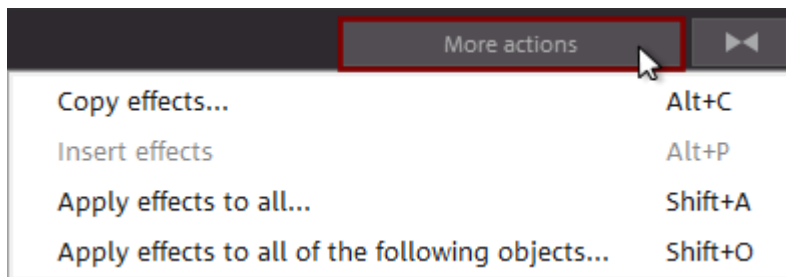 More actions
Copy effects... Alt+C
Insert effects Alt+P
Apply effects to all... Shift+A
Apply effects to all of the following objects... Shift+O